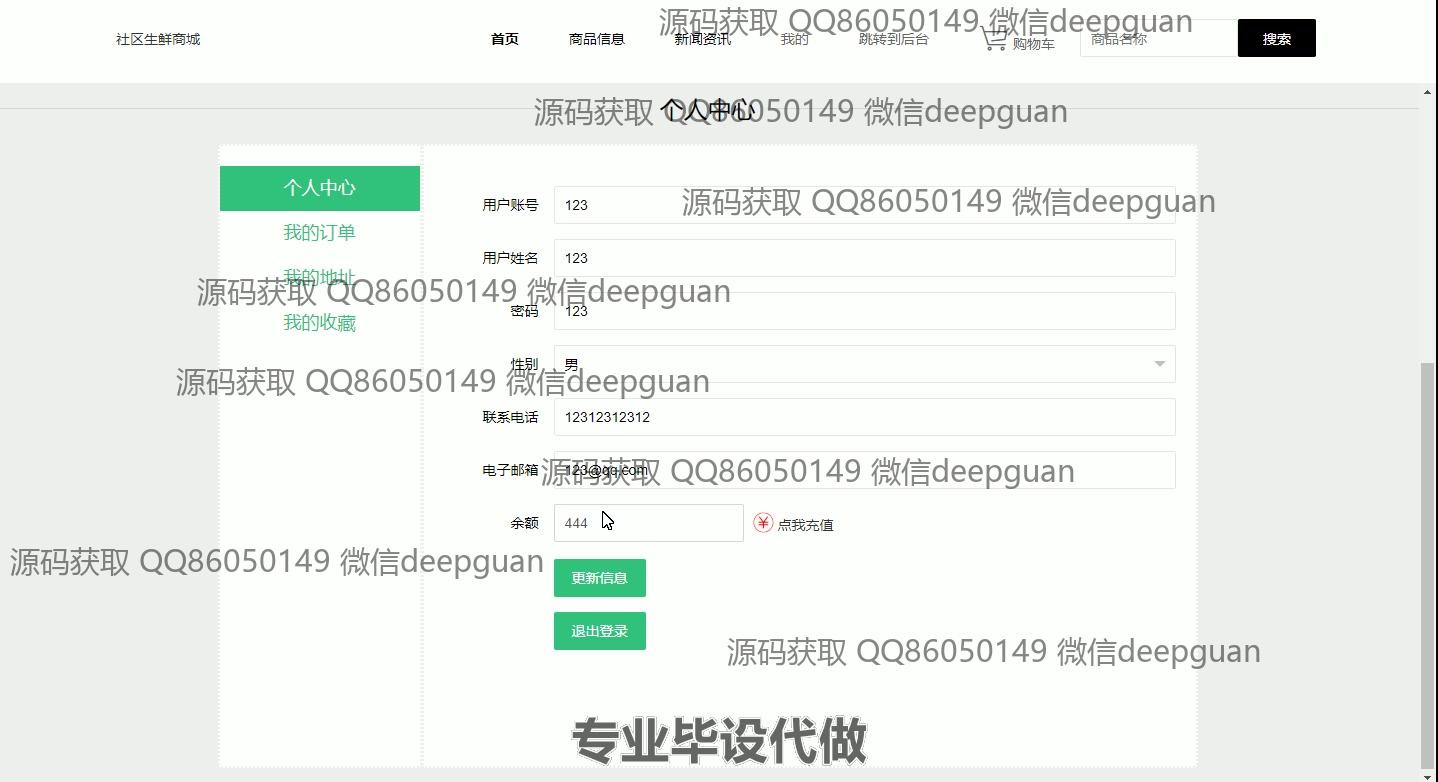 社区生鲜商城 首页 商品信息 新闻资讯 我的 跳转到后台 购物车 商品名称 搜索
源码获取 QQ86050149 微信deepguan
个人中心
源码获取 QQ86050149 微信deepguan
个人中心
我的订单
我的地址
我的收藏
用户账号 123
源码获取 QQ86050149 微信deepguan
用户姓名 123
源码获取 QQ86050149 微信deepguan
密码 123
性别 男
源码获取 QQ86050149 微信deepguan
联系电话 12312312312
电子邮箱 123@qq.com
源码获取 QQ86050149 微信deepguan
余额 444 点我充值
源码获取 QQ86050149 微信deepguan
更新信息
退出登录
源码获取 QQ86050149 微信deepguan
专业毕设代做